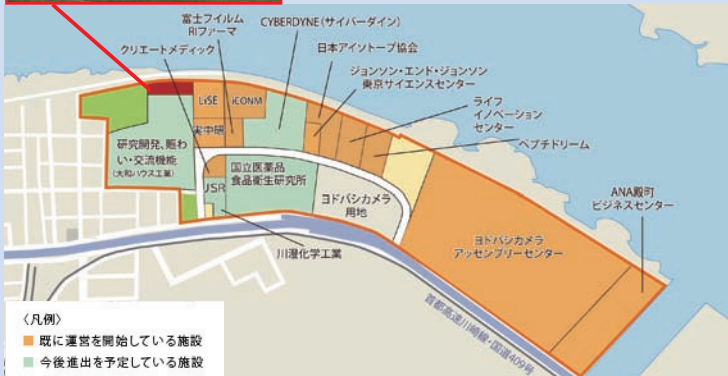 富士フイルム
RIファーマ
CYBERDYNE(サイバーダイン)
クリエートメディック
日本アイソトープ協会
ジョンソン・エンド・ジョンソン
東京サイエンスセンター
ライフ
イノベーション
センター
ペプチドリーム
LiSE
iCONM
実中研
研究開発、賑わ
い・交流機能
(大和ハウス工業)
国立医薬品
食品衛生研究所
JSR
ヨドバシカメラ
用地
川澄化学工業
ANA殿町
ビジネスセンター
ヨドバシカメラ
アッセンブリーセンター
首都高速川崎線・国道409号
〈凡例〉
既に運営を開始している施設
今後進出を予定している施設